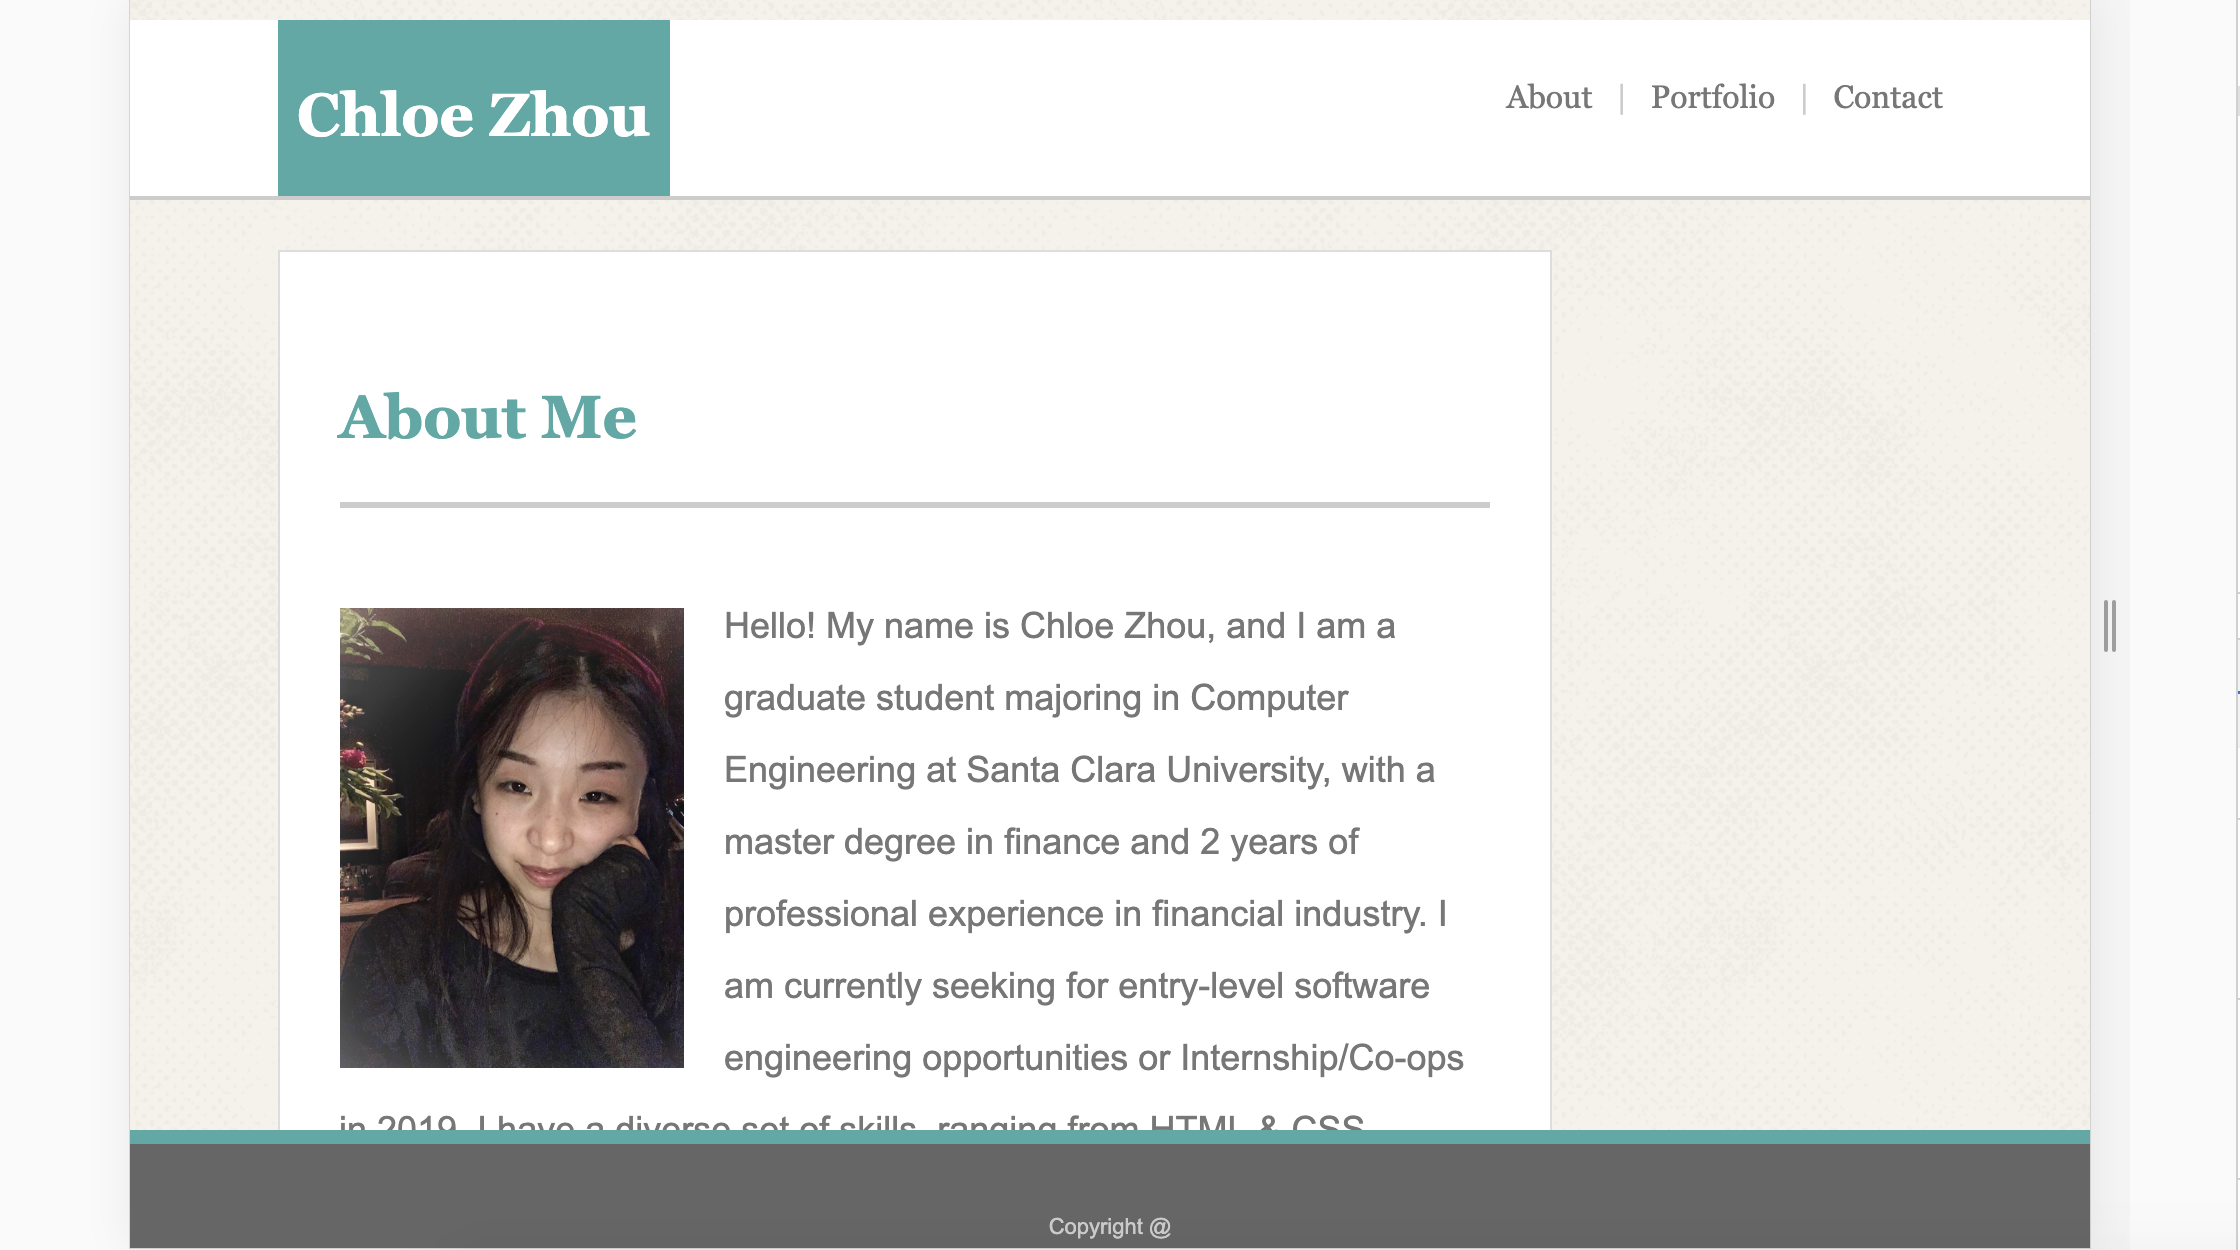 Chloe Zhou
About | Portfolio | Contact
About Me
Hello! My name is Chloe Zhou, and I am a
graduate student majoring in Computer
Engineering at Santa Clara University, with a
master degree in finance and 2 years of
professional experience in financial industry. I
am currently seeking for entry-level software
engineering opportunities or Internship/Co-ops
in 2019. I have a diverse set of skills, ranging from HTML & CSS
Copyright @